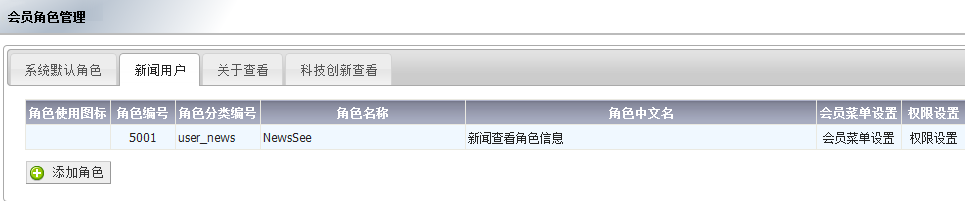 会员角色管理
系统默认角色 新闻用户 关于查看 科技创新查看
角色使用图标 角色编号 角色分类编号 角色名称 角色中文名 会员菜单设置 权限设置
5001 user_news NewsSee 新闻查看角色信息 会员菜单设置 权限设置
添加角色